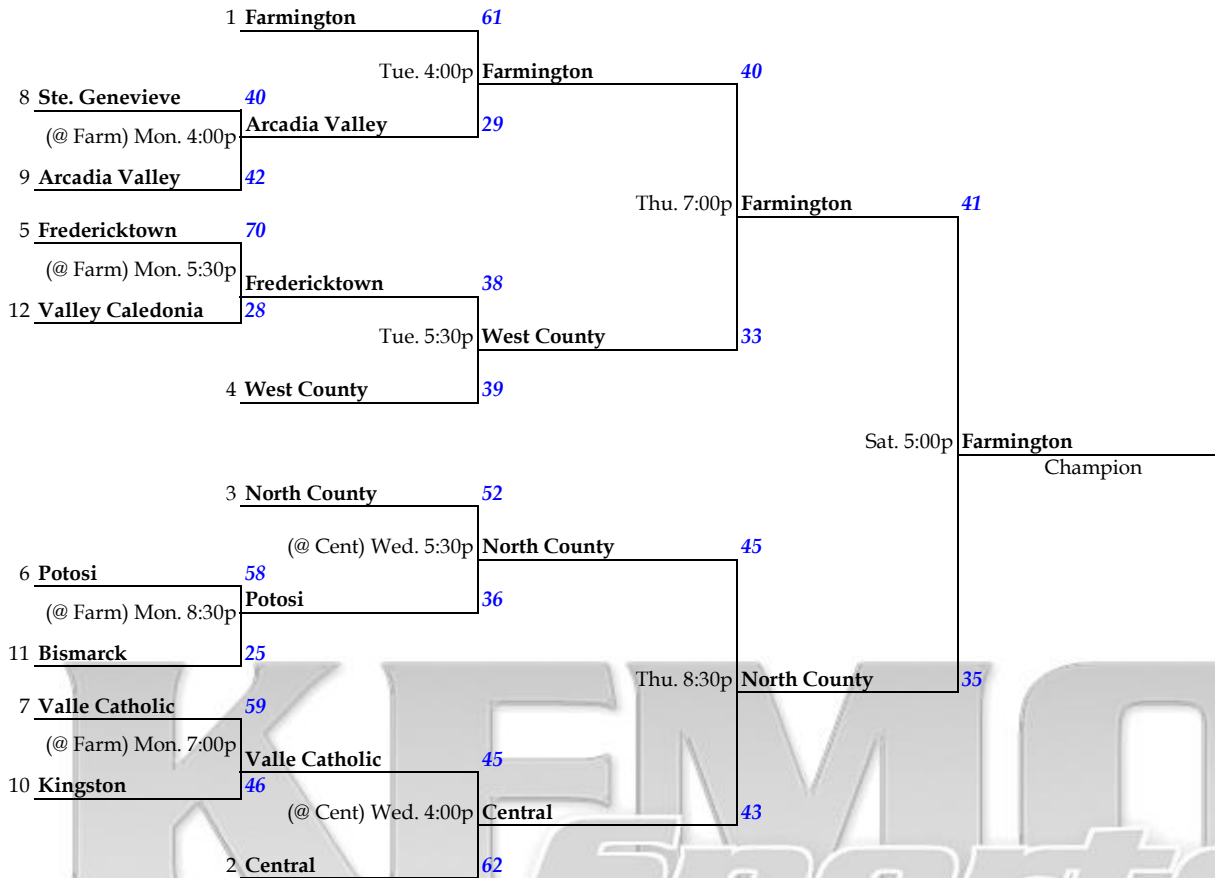 1 Farmington 61
Tue. 4:00p Farmington 40
8 Ste. Genevieve 40
(@ Farm) Mon. 4:00p Arcadia Valley 29
9 Arcadia Valley 42
Thu. 7:00p Farmington 41
5 Fredericktown 70
(@ Farm) Mon. 5:30p Fredericktown 38
12 Valley Caledonia 28
Tue. 5:30p West County 33
4 West County 39
Sat. 5:00p Farmington
Champion
3 North County 52
(@ Cent) Wed. 5:30p North County 45
6 Potosi 58
(@ Farm) Mon. 8:30p Potosi 36
11 Bismarck 25
Thu. 8:30p North County 35
7 Valle Catholic 59
(@ Farm) Mon. 7:00p Valle Catholic 45
10 Kingston 46
(@ Cent) Wed. 4:00p Central 43
2 Central 62